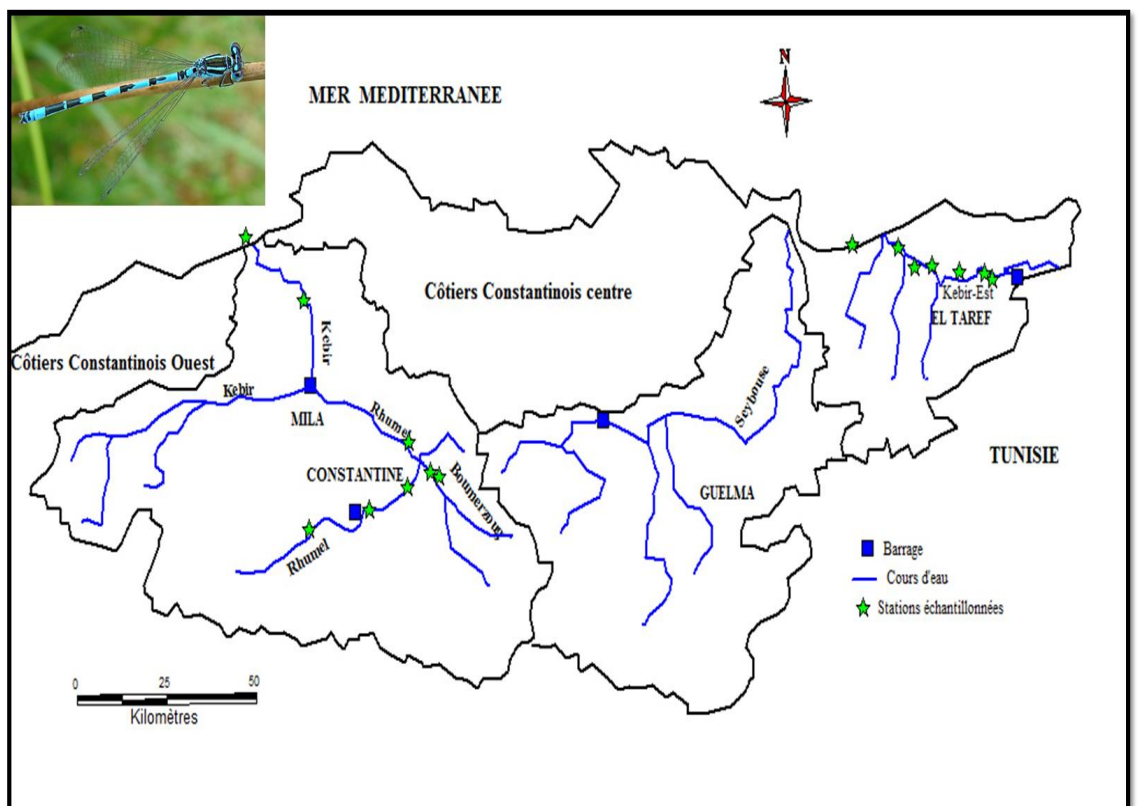 N
MER MEDITERRANEE
Côtiers Constantinois centre
Kebir-Est
EL TAREF
Kebir
Côtiers Constantinois Ouest
Kebir
MILA
Rhumel
Seybouse
TUNISIE
CONSTANTINE
Boumerzoug
GUELMA
Rhumel
Barrage
Cours d'eau
Stations échantillonnées
0 25 50
Kilomètres